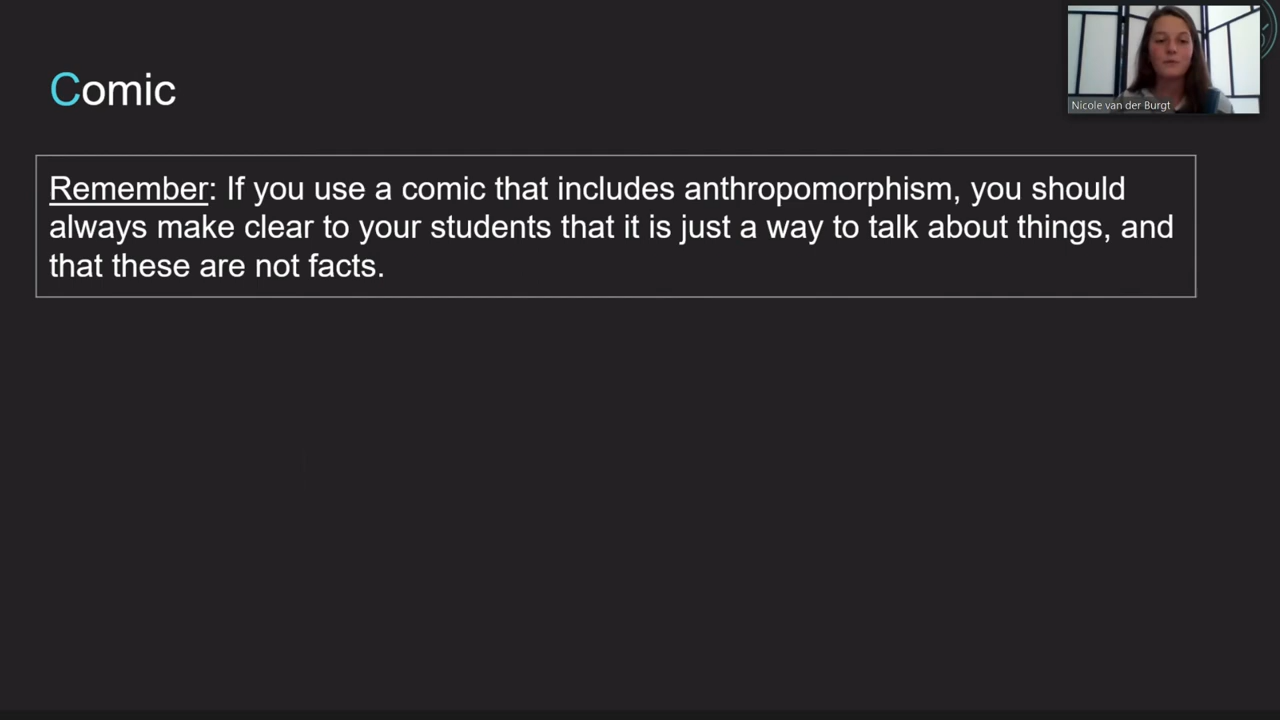 Comic
Nicole van der Burgt
Remember: If you use a comic that includes anthropomorphism, you should
always make clear to your students that it is just a way to talk about things, and
that these are not facts.